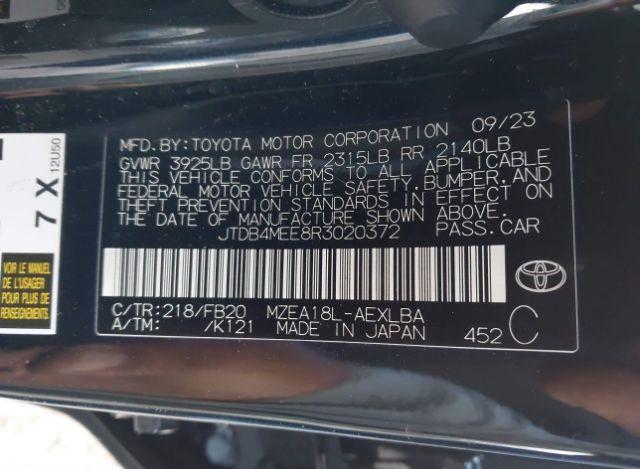 MFD.BY:TOYOTA MOTOR CORPORATION 09/23
GVWR 3925LB GAWR FR 2315LB RR 2140LB
THIS VEHICLE CONFORMS TO ALL APPLICABLE
FEDERAL MOTOR VEHICLE SAFETY,BUMPER,AND
THEFT PREVENTION STANDARDS IN EFFECT ON
THE DATE OF MANUFACTURE SHOWN ABOVE.
JTDB4MEE8R3020372 PASS.CAR
C/TR:218/FB20 MZEA18L-AEXLBA
A/TM: /K121 MADE IN JAPAN 452 C
7 X
12U50
VOIR LE MANUEL
DE L'USAGER
POUR PLUS DE
RENSEIGNEMENTS